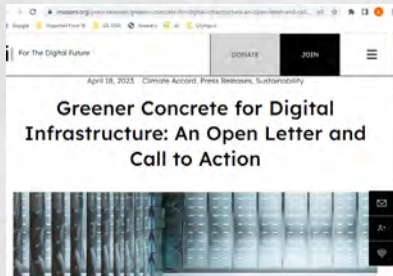 For The Digital Future
DONATE
JOIN
April 18, 2023 Climate Accord, Press Releases, Sustainability
Greener Concrete for Digital
Infrastructure: An Open Letter and
Call to Action